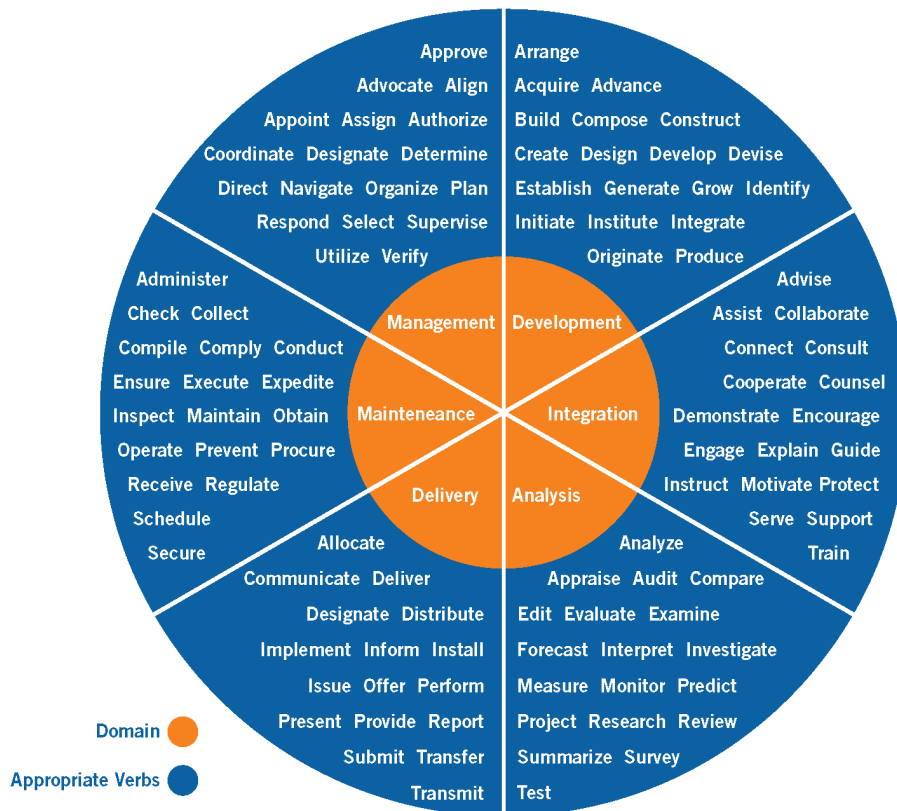 Approve
Advocate Align
Appoint Assign Authorize
Coordinate Designate Determine
Direct Navigate Organize Plan
Respond Select Supervise
Utilize Verify
Management
Arrange
Acquire Advance
Build Compose Construct
Create Design Develop Devise
Establish Generate Grow Identify
Initiate Institute Integrate
Originate Produce
Development
Administer
Check Collect
Compile Comply Conduct
Ensure Execute Expedite
Inspect Maintain Obtain
Operate Prevent Procure
Receive Regulate
Schedule
Secure
Mainteneance
Advise
Assist Collaborate
Connect Consult
Cooperate Counsel
Demonstrate Encourage
Engage Explain Guide
Instruct Motivate Protect
Serve Support
Train
Integration
Delivery
Allocate
Communicate Deliver
Designate Distribute
Implement Inform Install
Issue Offer Perform
Present Provide Report
Submit Transfer
Transmit
Analysis
Analyze
Appraise Audit Compare
Edit Evaluate Examine
Forecast Interpret Investigate
Measure Monitor Predict
Project Research Review
Summarize Survey
Test
Domain
Appropriate Verbs